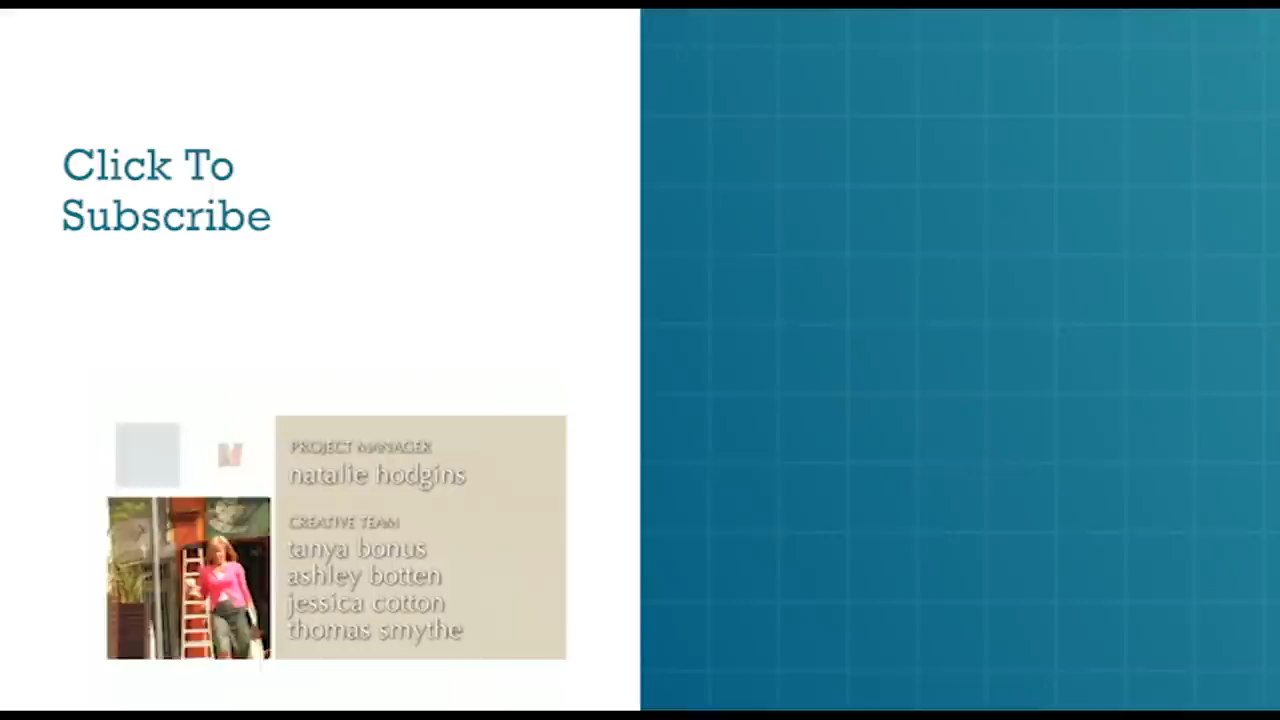 Click To
Subscribe
PROJECT MANAGER
natalie hodgins
CREATIVE TEAM
tanya bonus
ashley botten
jessica cotton
thomas smythe